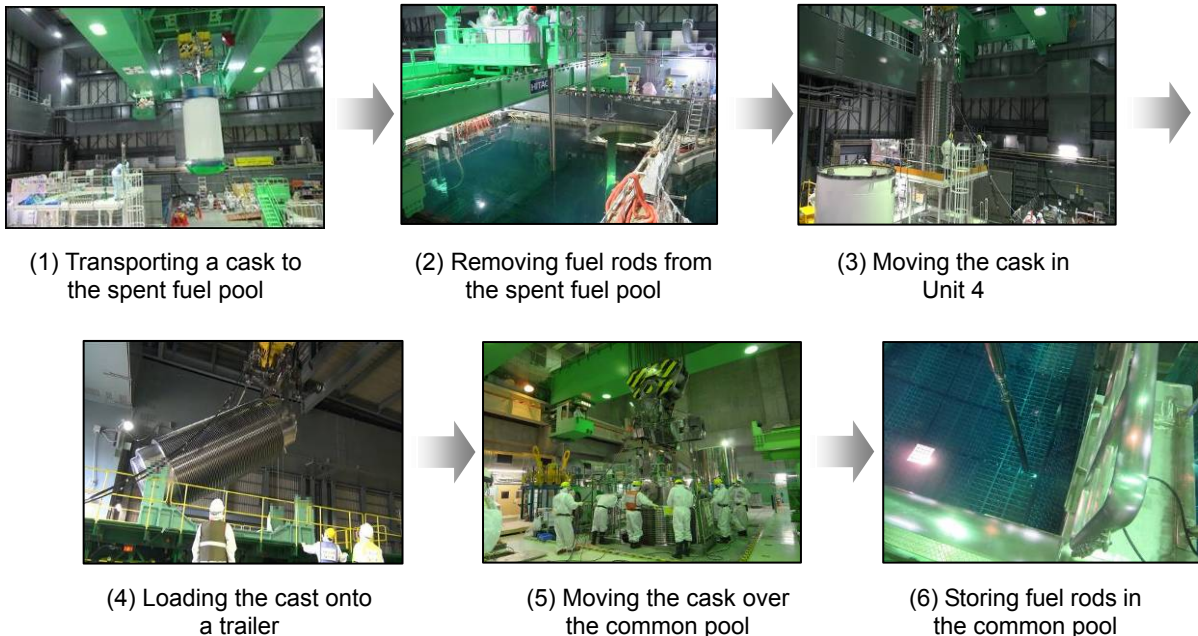 HITAC
(1) Transporting a cask to
the spent fuel pool
(2) Removing fuel rods from
the spent fuel pool
(3) Moving the cask in
Unit 4
(4) Loading the cast onto
a trailer
(5) Moving the cask over
the common pool
(6) Storing fuel rods in
the common pool